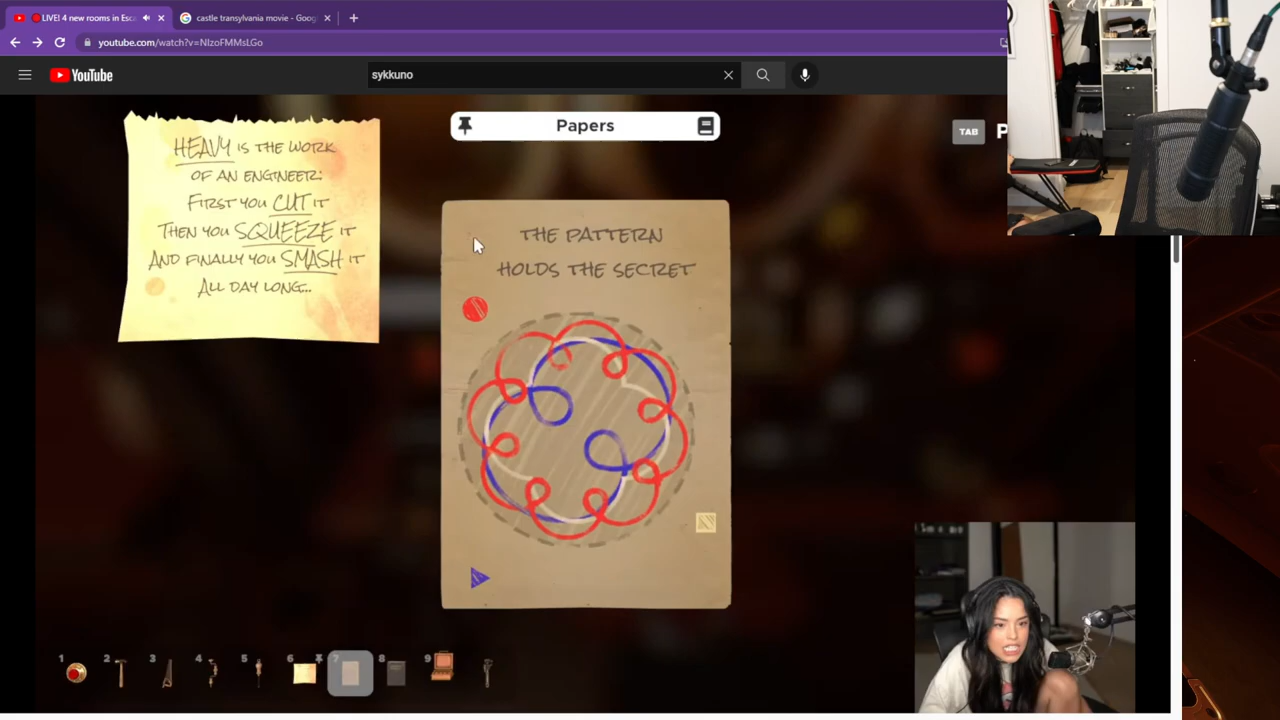 LIVE! 4 new rooms in Esca
castle transylvania movie - Goog
youtube.com/watch?v=NIzoFMMsLGo
YouTube
sykkuno
Papers
TAB P
HEAVY IS THE WORK
OF AN ENGINEER:
FIRST YOU CUT IT
THEN YOU SQUEEZE IT
AND FINALLY YOU SMASH IT
ALL DAY LONG...
THE PATTERN
HOLDS THE SECRET
1 2 3 4 5 6 7 8 9